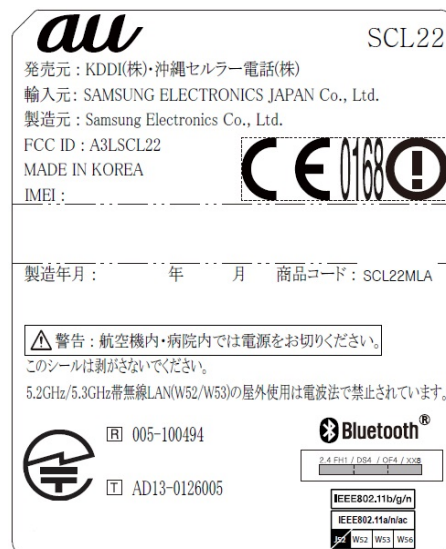 au SCL22
発売元 : KDDI(株)・沖縄セルラー電話(株)
輸入元: SAMSUNG ELECTRONICS JAPAN Co., Ltd.
製造元 : Samsung Electronics Co., Ltd.
FCC ID : A3LSCL22
MADE IN KOREA
IMEI :
CE 0168
製造年月 : 年 月 商品コード : SCL22MLA
警告 : 航空機内・病院内では電源をお切りください。
このシールは剥がさないでください。
5.2GHz/5.3GHz帯無線LAN(W52/W53)の屋外使用は電波法で禁止されています。
R 005-100494
T AD13-0126005
Bluetooth®
2.4 FH1 / DS4 / OF4 / XX8
IEEE802.11b/g/n
IEEE802.11a/n/ac
J52 W52 W53 W56